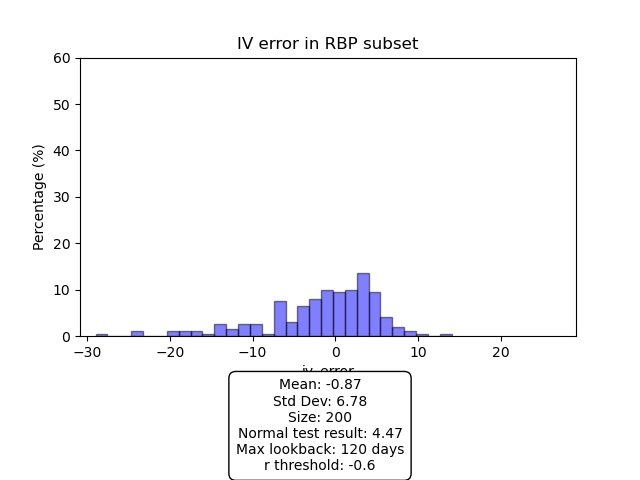 IV error in RBP subset
60
50
40
30
20
10
0
Percentage (%)
−30 −20 −10 0 10 20
iv_error
Mean: -0.87
Std Dev: 6.78
Size: 200
Normal test result: 4.47
Max lookback: 120 days
r threshold: -0.6